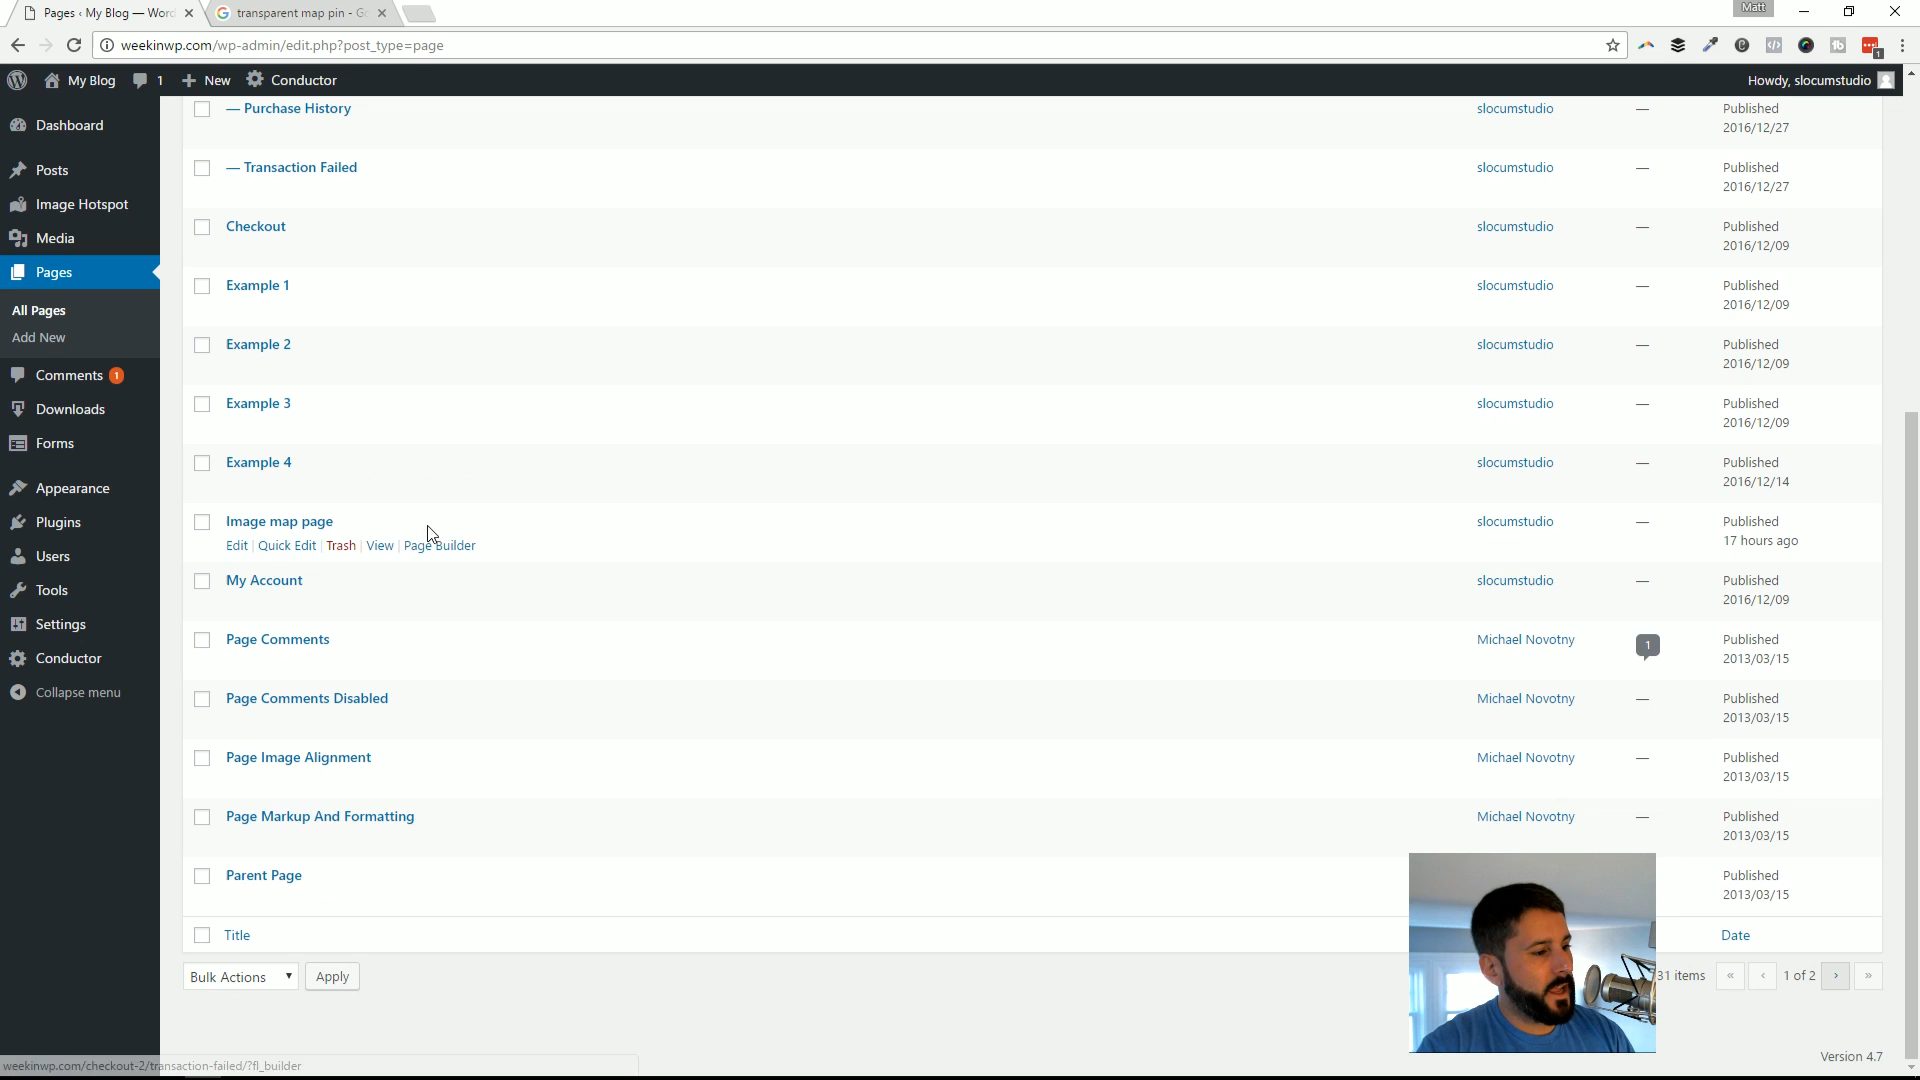 Pages ‹ My Blog — Word
transparent map pin - Go
Matt
weekinwp.com/wp-admin/edit.php?post_type=page
1
My Blog
1
New
Conductor
Howdy, slocumstudio
Dashboard
Posts
Image Hotspot
Media
Pages
All Pages
Add New
Comments 1
Downloads
Forms
Appearance
Plugins
Users
Tools
Settings
Conductor
Collapse menu
— Purchase History slocumstudio — Published
2016/12/27
— Transaction Failed slocumstudio — Published
2016/12/27
Checkout slocumstudio — Published
2016/12/09
Example 1 slocumstudio — Published
2016/12/09
Example 2 slocumstudio — Published
2016/12/09
Example 3 slocumstudio — Published
2016/12/09
Example 4 slocumstudio — Published
2016/12/14
Image map page slocumstudio — Published
Edit | Quick Edit | Trash | View | Page Builder 17 hours ago
My Account slocumstudio — Published
2016/12/09
Page Comments Michael Novotny 1 Published
2013/03/15
Page Comments Disabled Michael Novotny — Published
2013/03/15
Page Image Alignment Michael Novotny — Published
2013/03/15
Page Markup And Formatting Michael Novotny — Published
2013/03/15
Parent Page Published
2013/03/15
Title Date
Bulk Actions Apply 31 items « ‹ 1 of 2 › »
Version 4.7
weekinwp.com/checkout-2/transaction-failed/?fl_builder